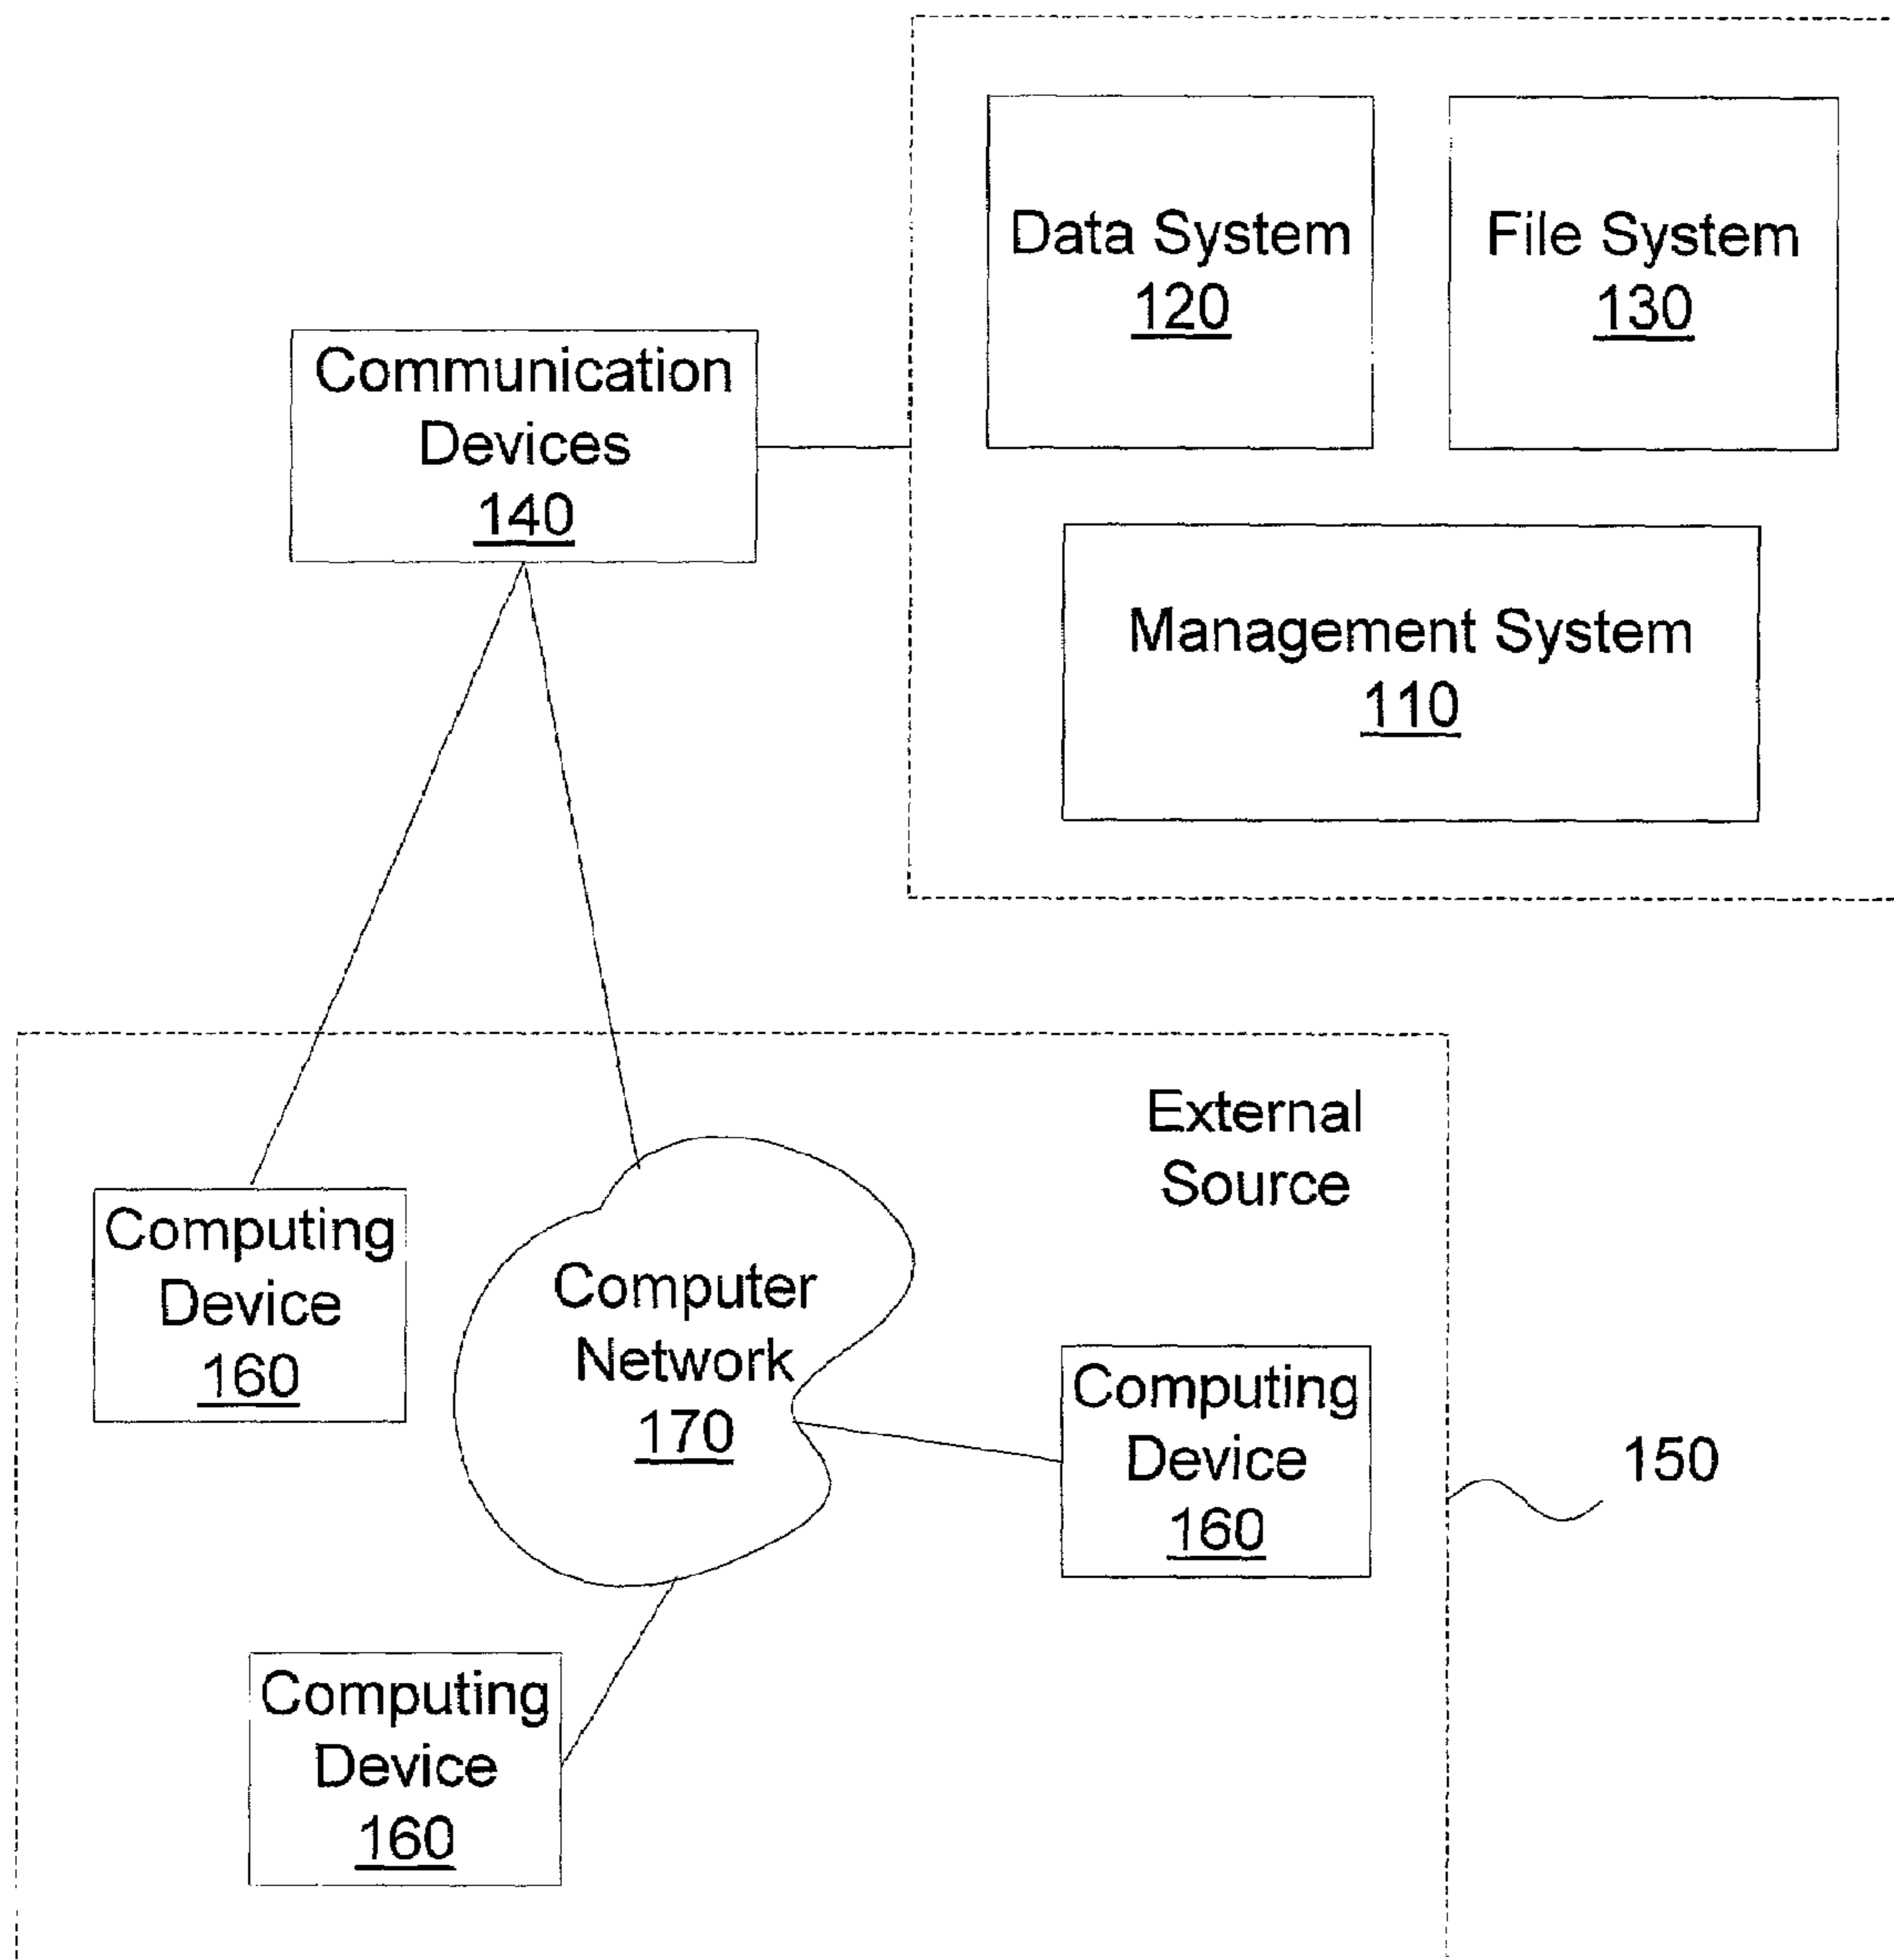 Data System
120
File System
130
Communication
Devices
140
Management System
110
External
Source
Computing
Device
160
Computer
Network
170
Computing
Device
160
150
Computing
Device
160